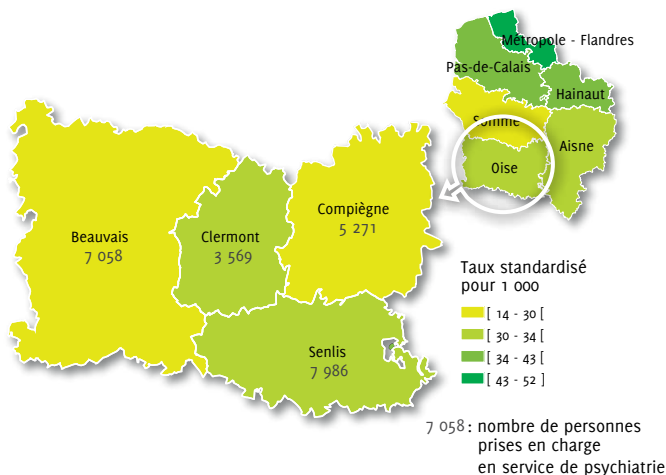 Métropole - Flandres
Pas-de-Calais
Hainaut
Somme
Aisne
Oise
Compiègne
5 271
Beauvais
7 058
Clermont
3 569
Senlis
7 986
Taux standardisé
pour 1 000
[ 14 - 30 [
[ 30 - 34 [
[ 34 - 43 [
[ 43 - 52 ]
7 058 : nombre de personnes
prises en charge
en service de psychiatrie